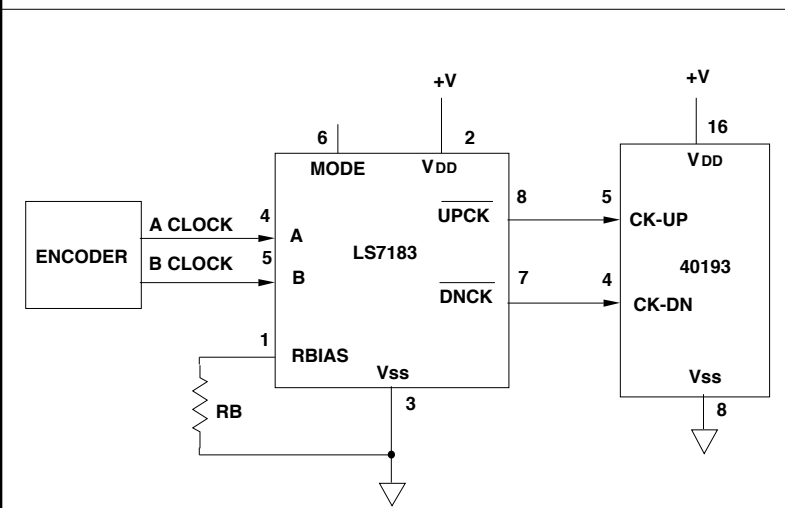 +V
+V
6
2
16
MODE
VDD
VDD
ENCODER
A CLOCK
4
A
B CLOCK
5
B
LS7183
UPCK
8
5
CK-UP
DNCK
7
4
CK-DN
40193
1
RBIAS
RB
Vss
3
Vss
8